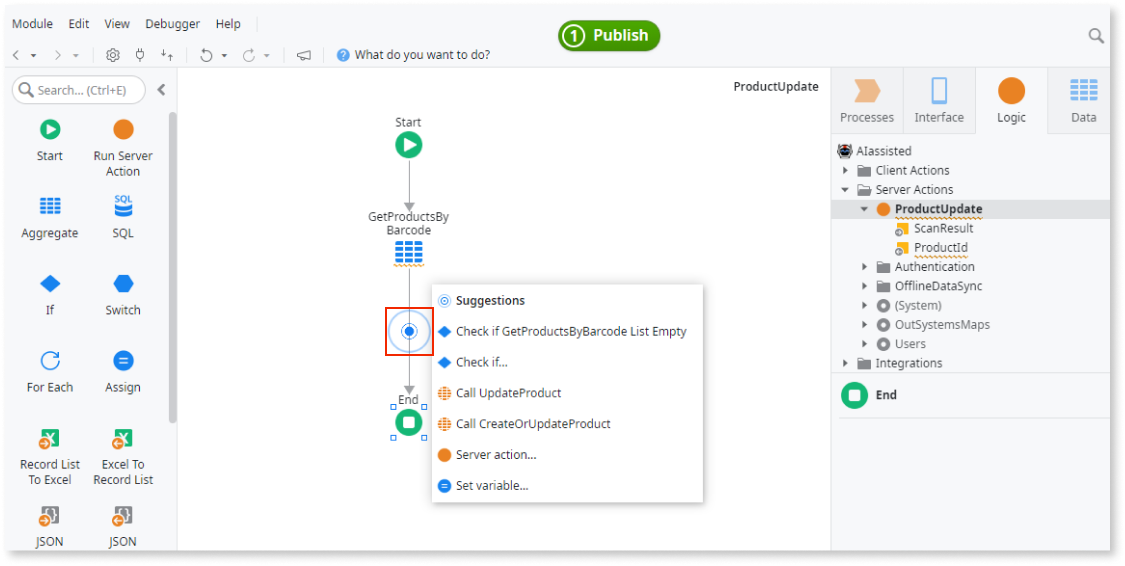 Module Edit View Debugger Help
1 Publish
What do you want to do?
Search... (Ctrl+E)
Start
Run Server
Action
Aggregate
SQL
SQL
If
Switch
For Each
Assign
Record List
To Excel
Excel To
Record List
JSON
JSON
ProductUpdate
Start
GetProductsBy
Barcode
End
Suggestions
Check if GetProductsByBarcode List Empty
Check if...
Call UpdateProduct
Call CreateOrUpdateProduct
Server action...
Set variable...
Processes
Interface
Logic
Data
AIassisted
Client Actions
Server Actions
ProductUpdate
ScanResult
ProductId
Authentication
OfflineDataSync
(System)
OutSystemsMaps
Users
Integrations
End